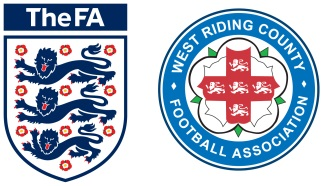 TheFA
WEST RIDING COUNTY
FOOTBALL ASSOCIATION